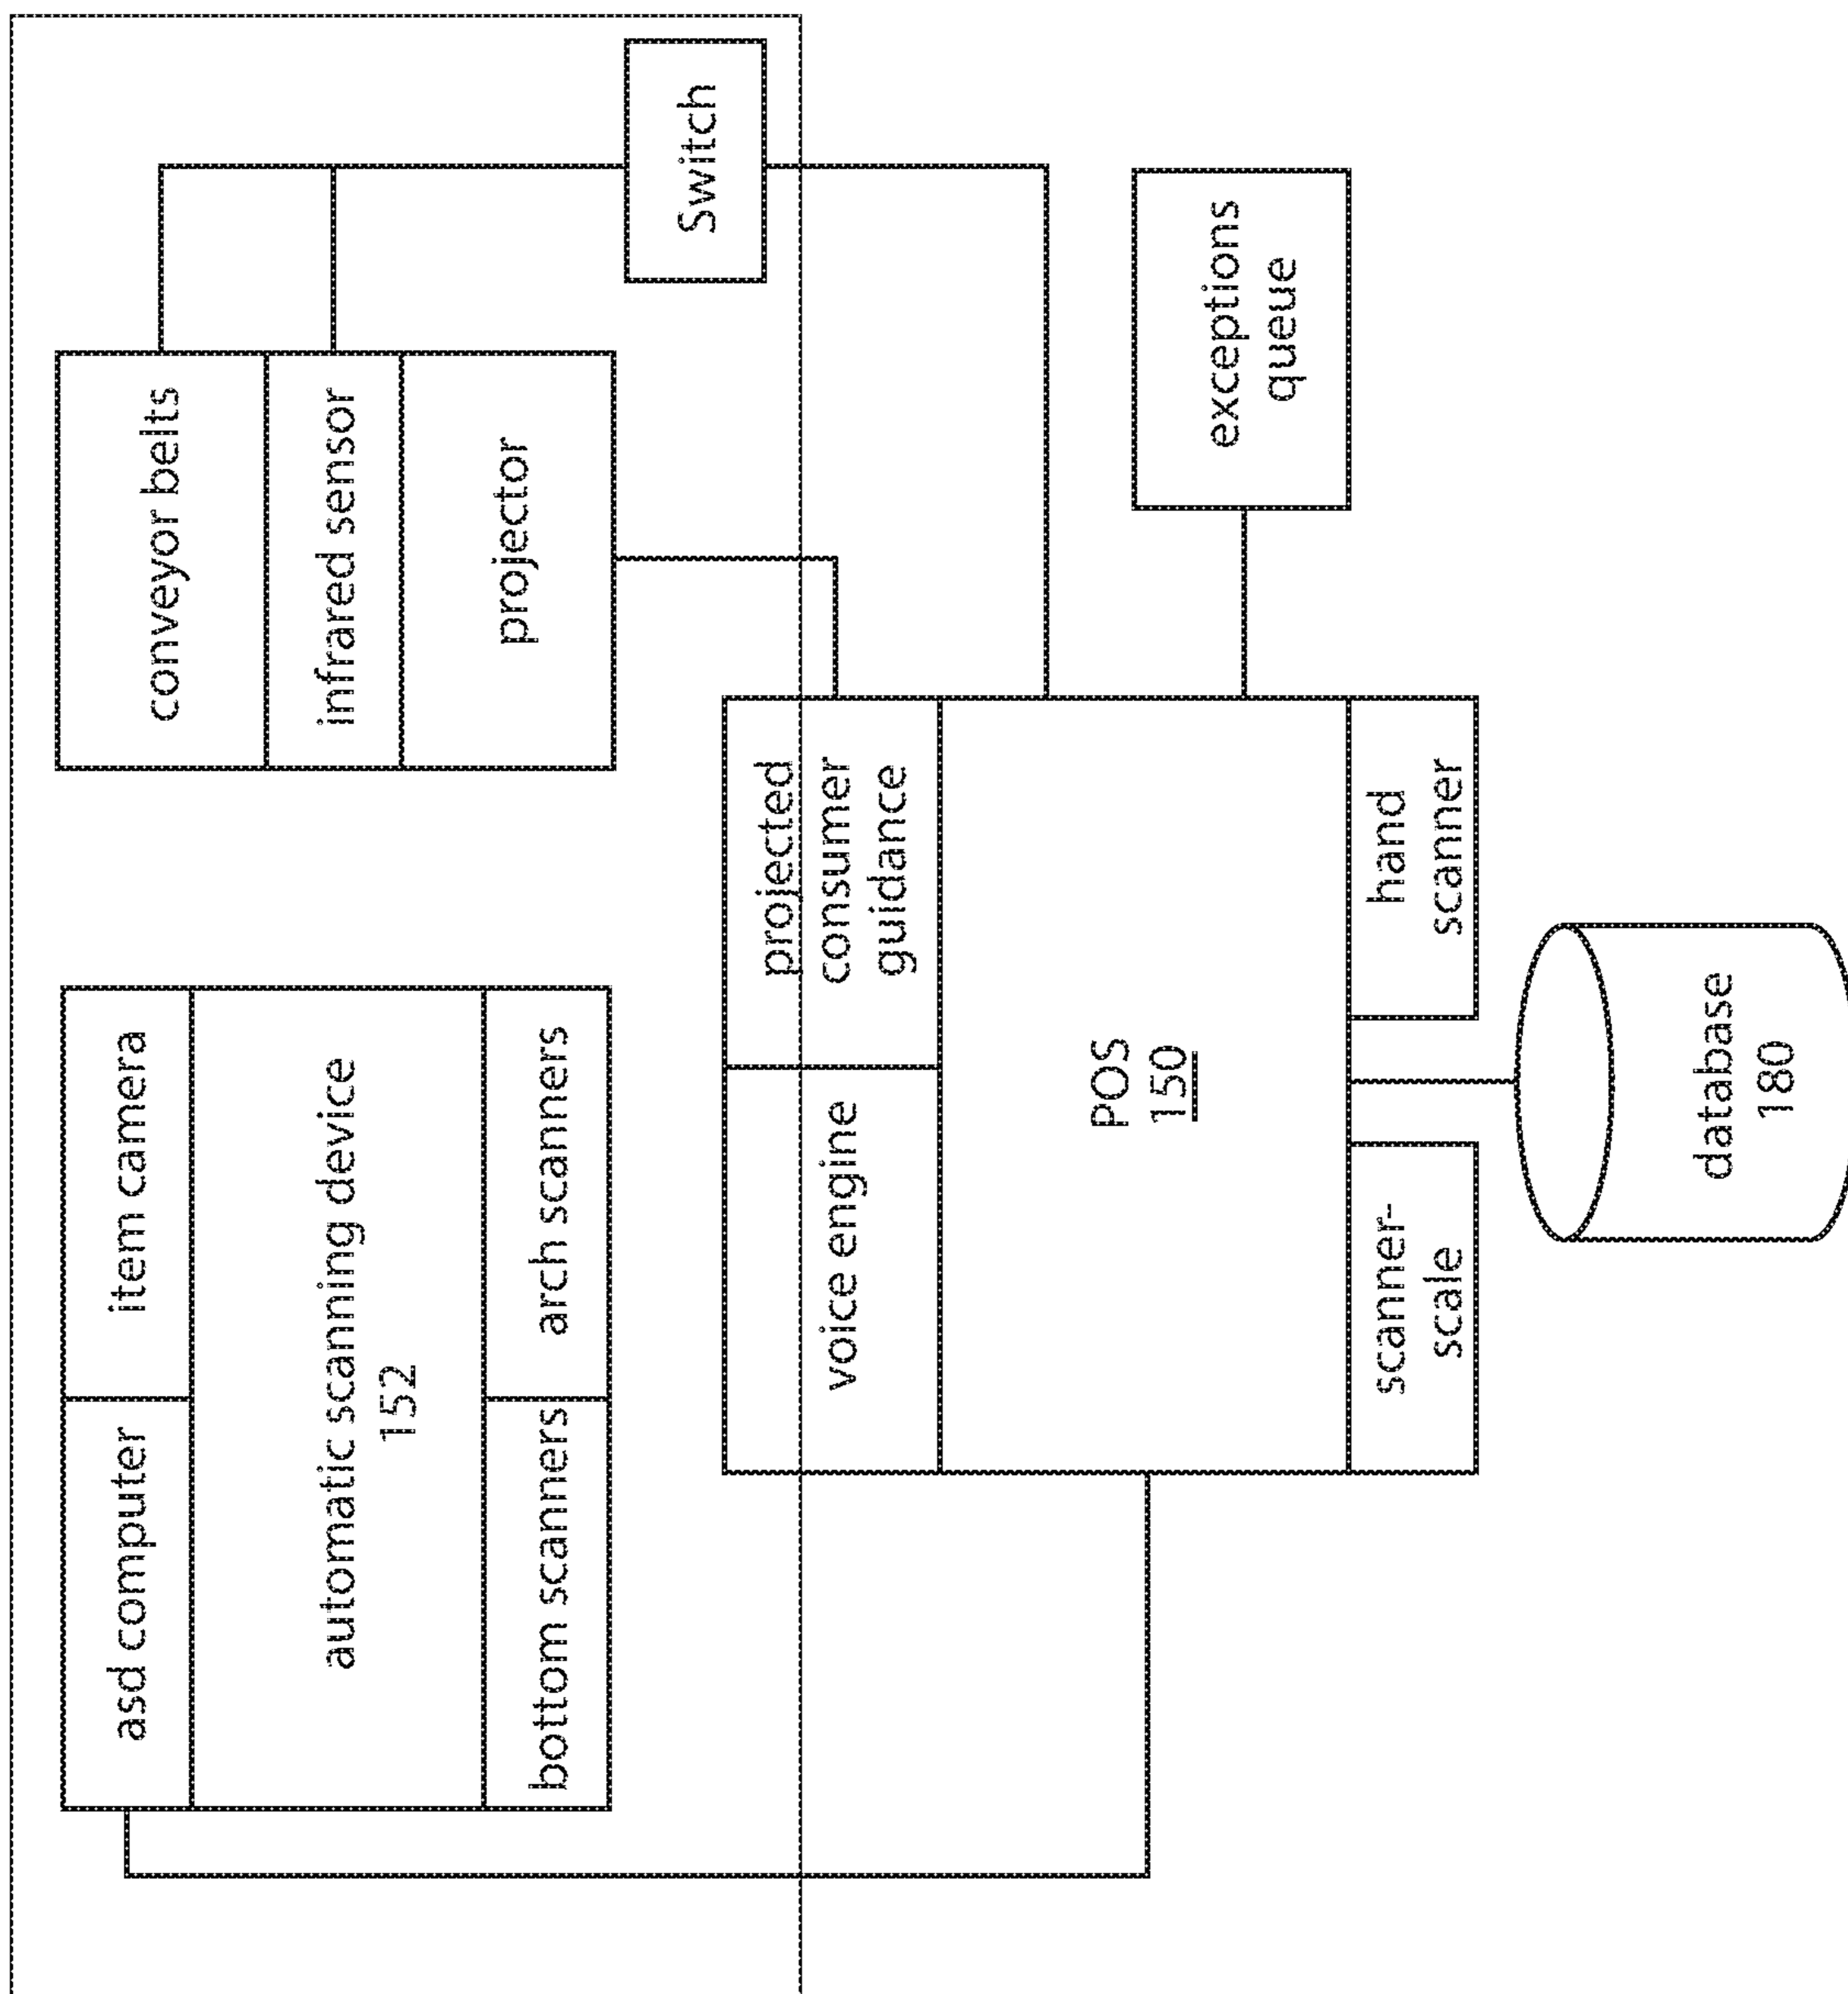 asd computer
item camera
automatic scanning device
152
bottom scanners
arch scanners
conveyor belts
infrared sensor
projector
Switch
voice engine
projected
consumer
guidance
POS
150
exceptions
queue
scanner-
scale
hand
scanner
database
180